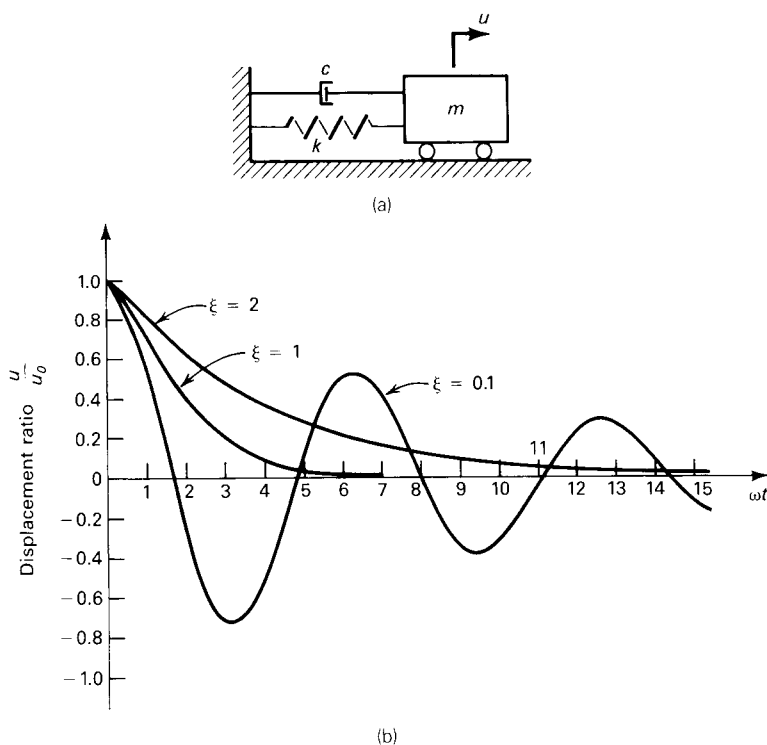 u
c
m
k
(a)
Displacement ratio u/u₀
1.0
0.8
0.6
0.4
0.2
0
−0.2
−0.4
−0.6
−0.8
−1.0
ξ = 2
ξ = 1
ξ = 0.1
1 2 3 4 5 6 7 8 9 10 11 12 13 14 15
ωt
(b)